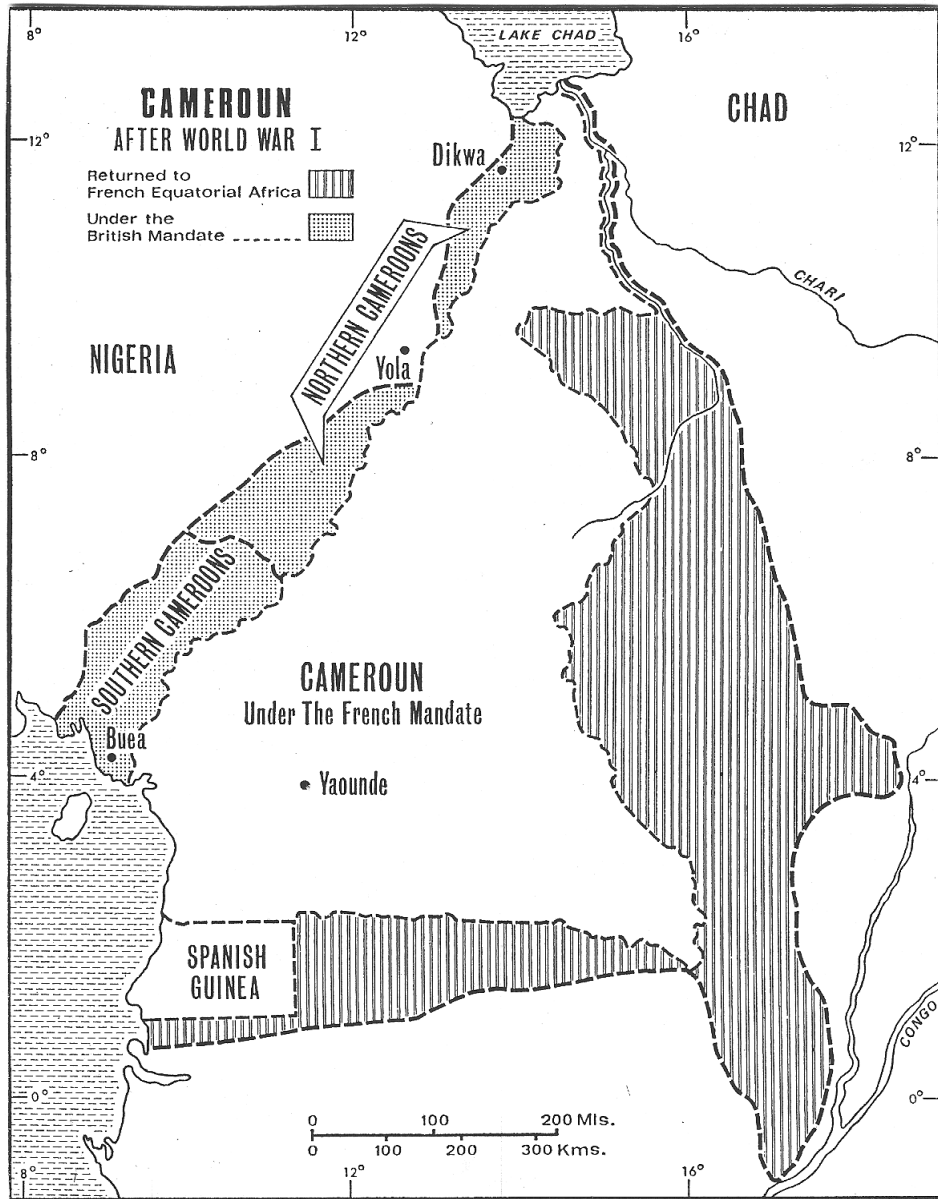 8°
12°
16°
LAKE CHAD
CAMEROUN
AFTER WORLD WAR I
CHAD
12°
12°
Dikwa
Returned to
French Equatorial Africa
Under the
British Mandate
NORTHERN CAMEROONS
CHARI
NIGERIA
Yola
8°
8°
SOUTHERN CAMEROONS
CAMEROUN
Under The French Mandate
Buea
4°
4°
Yaounde
SPANISH
GUINEA
CONGO
0°
0°
0 100 200 Mls.
0 100 200 300 Kms.
8°
12°
16°